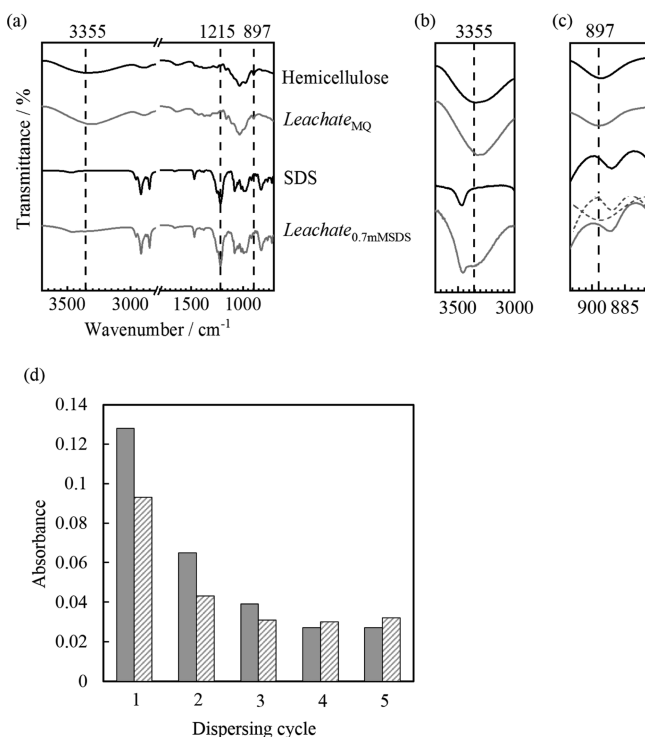 (a)
3355 1215 897
Hemicellulose
Leachate_MQ
SDS
Leachate_0.7mMSDS
Transmittance / %
3500 3000 1500 1000
Wavenumber / cm⁻¹
(b)
3355
3500 3000
(c)
897
900 885
(d)
0.14
0.12
0.1
0.08
0.06
0.04
0.02
0
Absorbance
1 2 3 4 5
Dispersing cycle